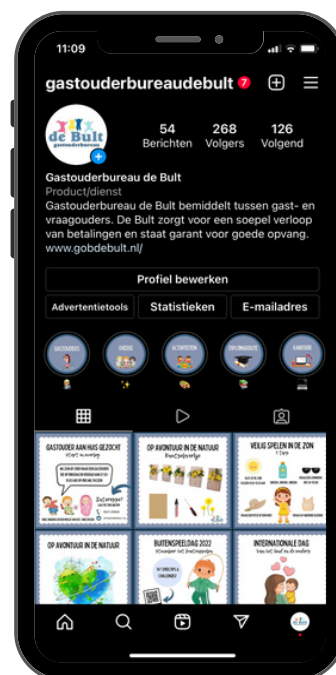 11:09
gastouderbureaudebult 7
de Bult
gastouderbureau
54 268 126
Berichten Volgers Volgend
Gastouderbureau de Bult
Product/dienst
Gastouderbureau de Bult bemiddelt tussen gast- en
vraagouders. De Bult zorgt voor een soepel verloop
van betalingen en staat garant voor goede opvang.
www.gobdebult.nl/
Profiel bewerken
Advertentietools Statistieken E-mailadres
GASTOUDERS OVERIG ACTIVITEITEN DIPLOMAROUTE KANTOOR
GASTOUDER AAN HUIS GEZOCHT
OP AVONTUUR IN DE NATUUR
VEILIG SPELEN IN DE ZON
OP AVONTUUR IN DE NATUUR
BUITENSPEELDAG 2022
INTERNATIONALE DAG